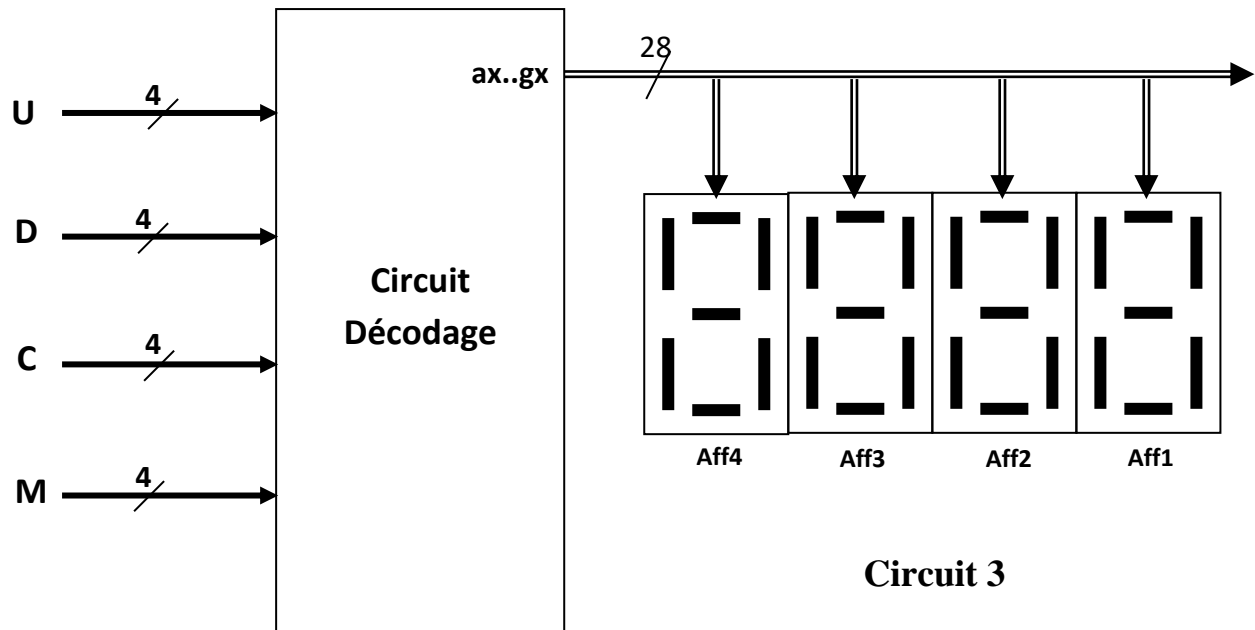 28
ax..gx
4
U
4
D
Circuit
Décodage
4
C
4
M
Aff4 Aff3 Aff2 Aff1
Circuit 3